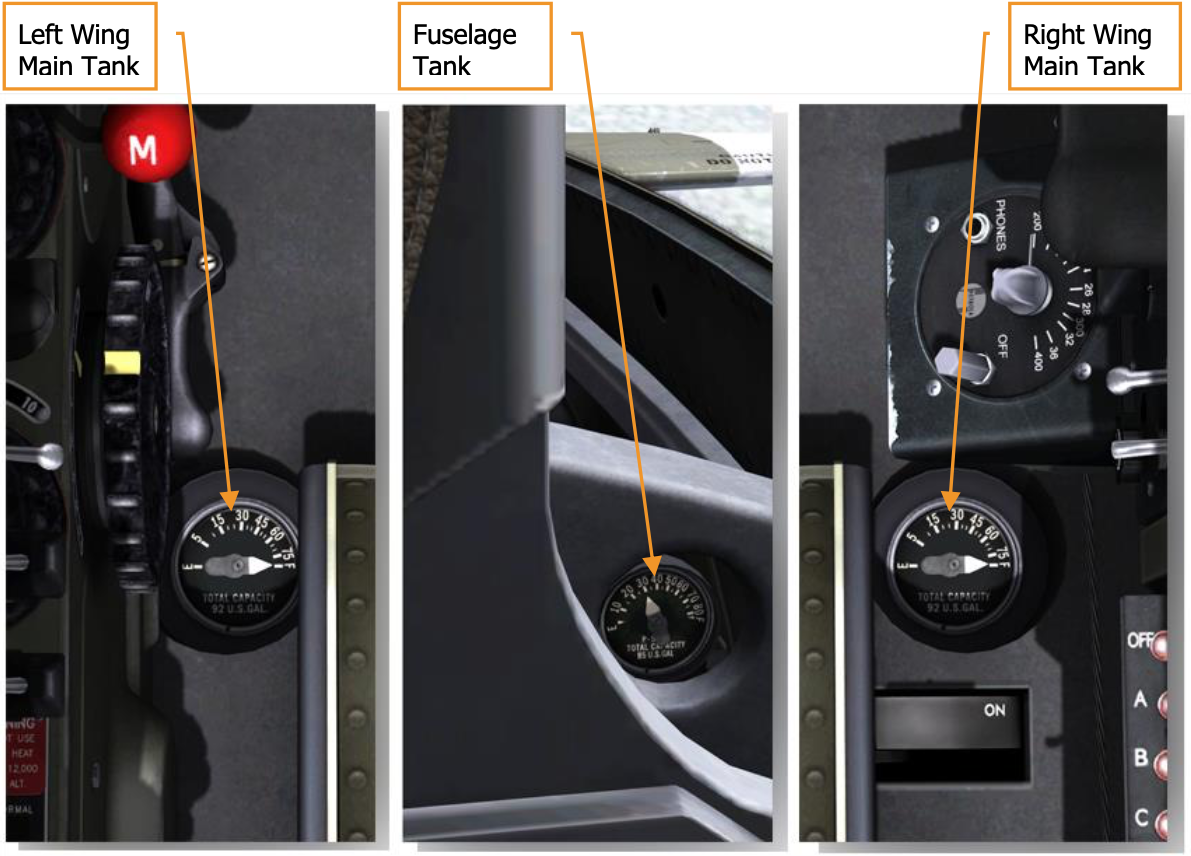 Left Wing
Main Tank
Fuselage
Tank
Right Wing
Main Tank
M
10
E 5 15 30 45 60 75 F
TOTAL CAPACITY
92 U.S.GAL.
NING
T USE
HEAT
12,000
ALT.
RMAL
DO NOT
E 10 20 30 40 50 60 70 80 F
TOTAL CAPACITY
85 U.S.GAL
PHONES
OFF
200
26
28
300
32
36
400
E 5 15 30 45 60 75 F
TOTAL CAPACITY
92 U.S.GAL.
ON
OFF
A
B
C